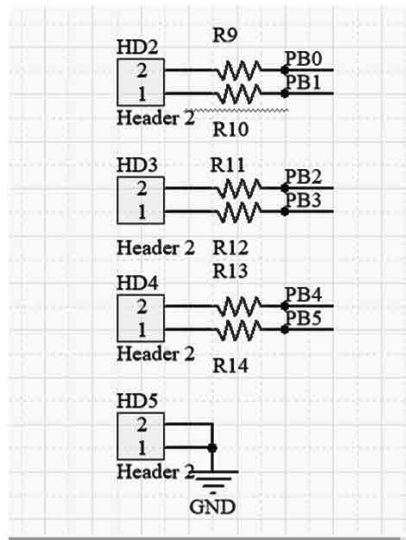 R9
HD2
PB0
2
PB1
1
Header 2
R10
HD3
R11
PB2
2
PB3
1
Header 2
R12
R13
HD4
PB4
2
PB5
1
Header 2
R14
HD5
2
1
Header 2
GND